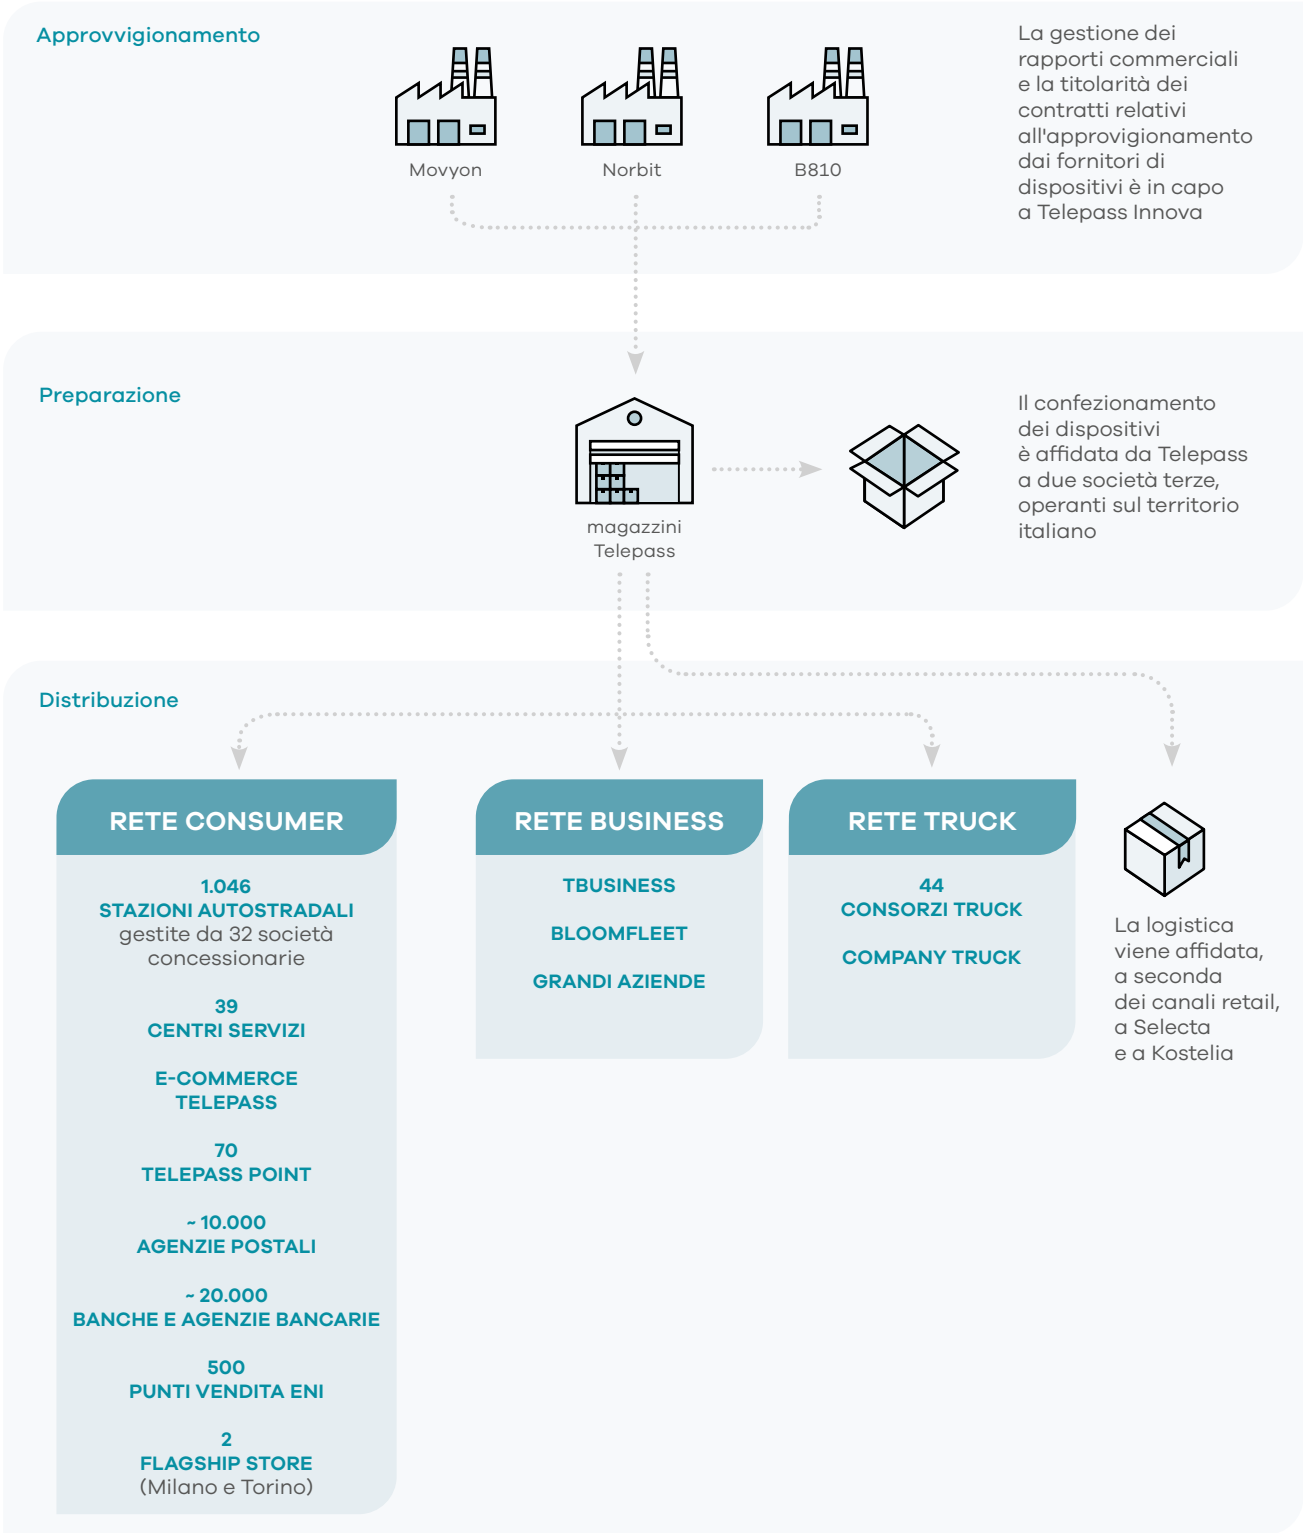 Approvvigionamento
Movyon
Norbit
B810
La gestione dei
rapporti commerciali
e la titolarità dei
contratti relativi
all'approvigionamento
dai fornitori di
dispositivi è in capo
a Telepass Innova
Preparazione
magazzini
Telepass
Il confezionamento
dei dispositivi
è affidata da Telepass
a due società terze,
operanti sul territorio
italiano
Distribuzione
RETE CONSUMER
1.046
STAZIONI AUTOSTRADALI
gestite da 32 società
concessionarie
39
CENTRI SERVIZI
E-COMMERCE
TELEPASS
70
TELEPASS POINT
~ 10.000
AGENZIE POSTALI
~ 20.000
BANCHE E AGENZIE BANCARIE
500
PUNTI VENDITA ENI
2
FLAGSHIP STORE
(Milano e Torino)
RETE BUSINESS
TBUSINESS
BLOOMFLEET
GRANDI AZIENDE
RETE TRUCK
44
CONSORZI TRUCK
COMPANY TRUCK
La logistica
viene affidata,
a seconda
dei canali retail,
a Selecta
e a Kostelia